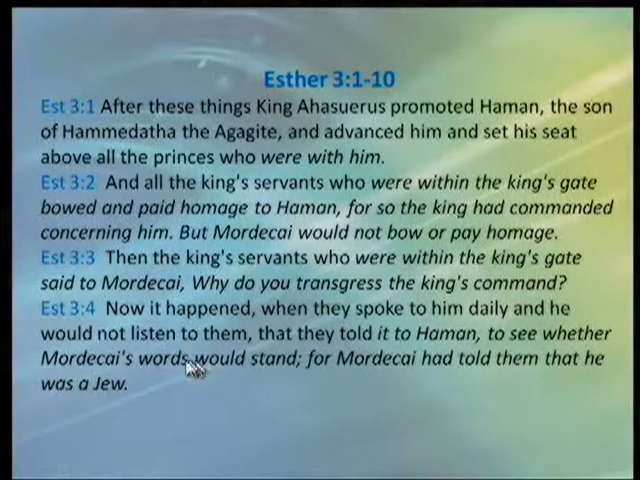 Esther 3:1-10
Est 3:1 After these things King Ahasuerus promoted Haman, the son
of Hammedatha the Agagite, and advanced him and set his seat
above all the princes who were with him.
Est 3:2 And all the king's servants who were within the king's gate
bowed and paid homage to Haman, for so the king had commanded
concerning him. But Mordecai would not bow or pay homage.
Est 3:3 Then the king's servants who were within the king's gate
said to Mordecai, Why do you transgress the king's command?
Est 3:4 Now it happened, when they spoke to him daily and he
would not listen to them, that they told it to Haman, to see whether
Mordecai's words would stand; for Mordecai had told them that he
was a Jew.